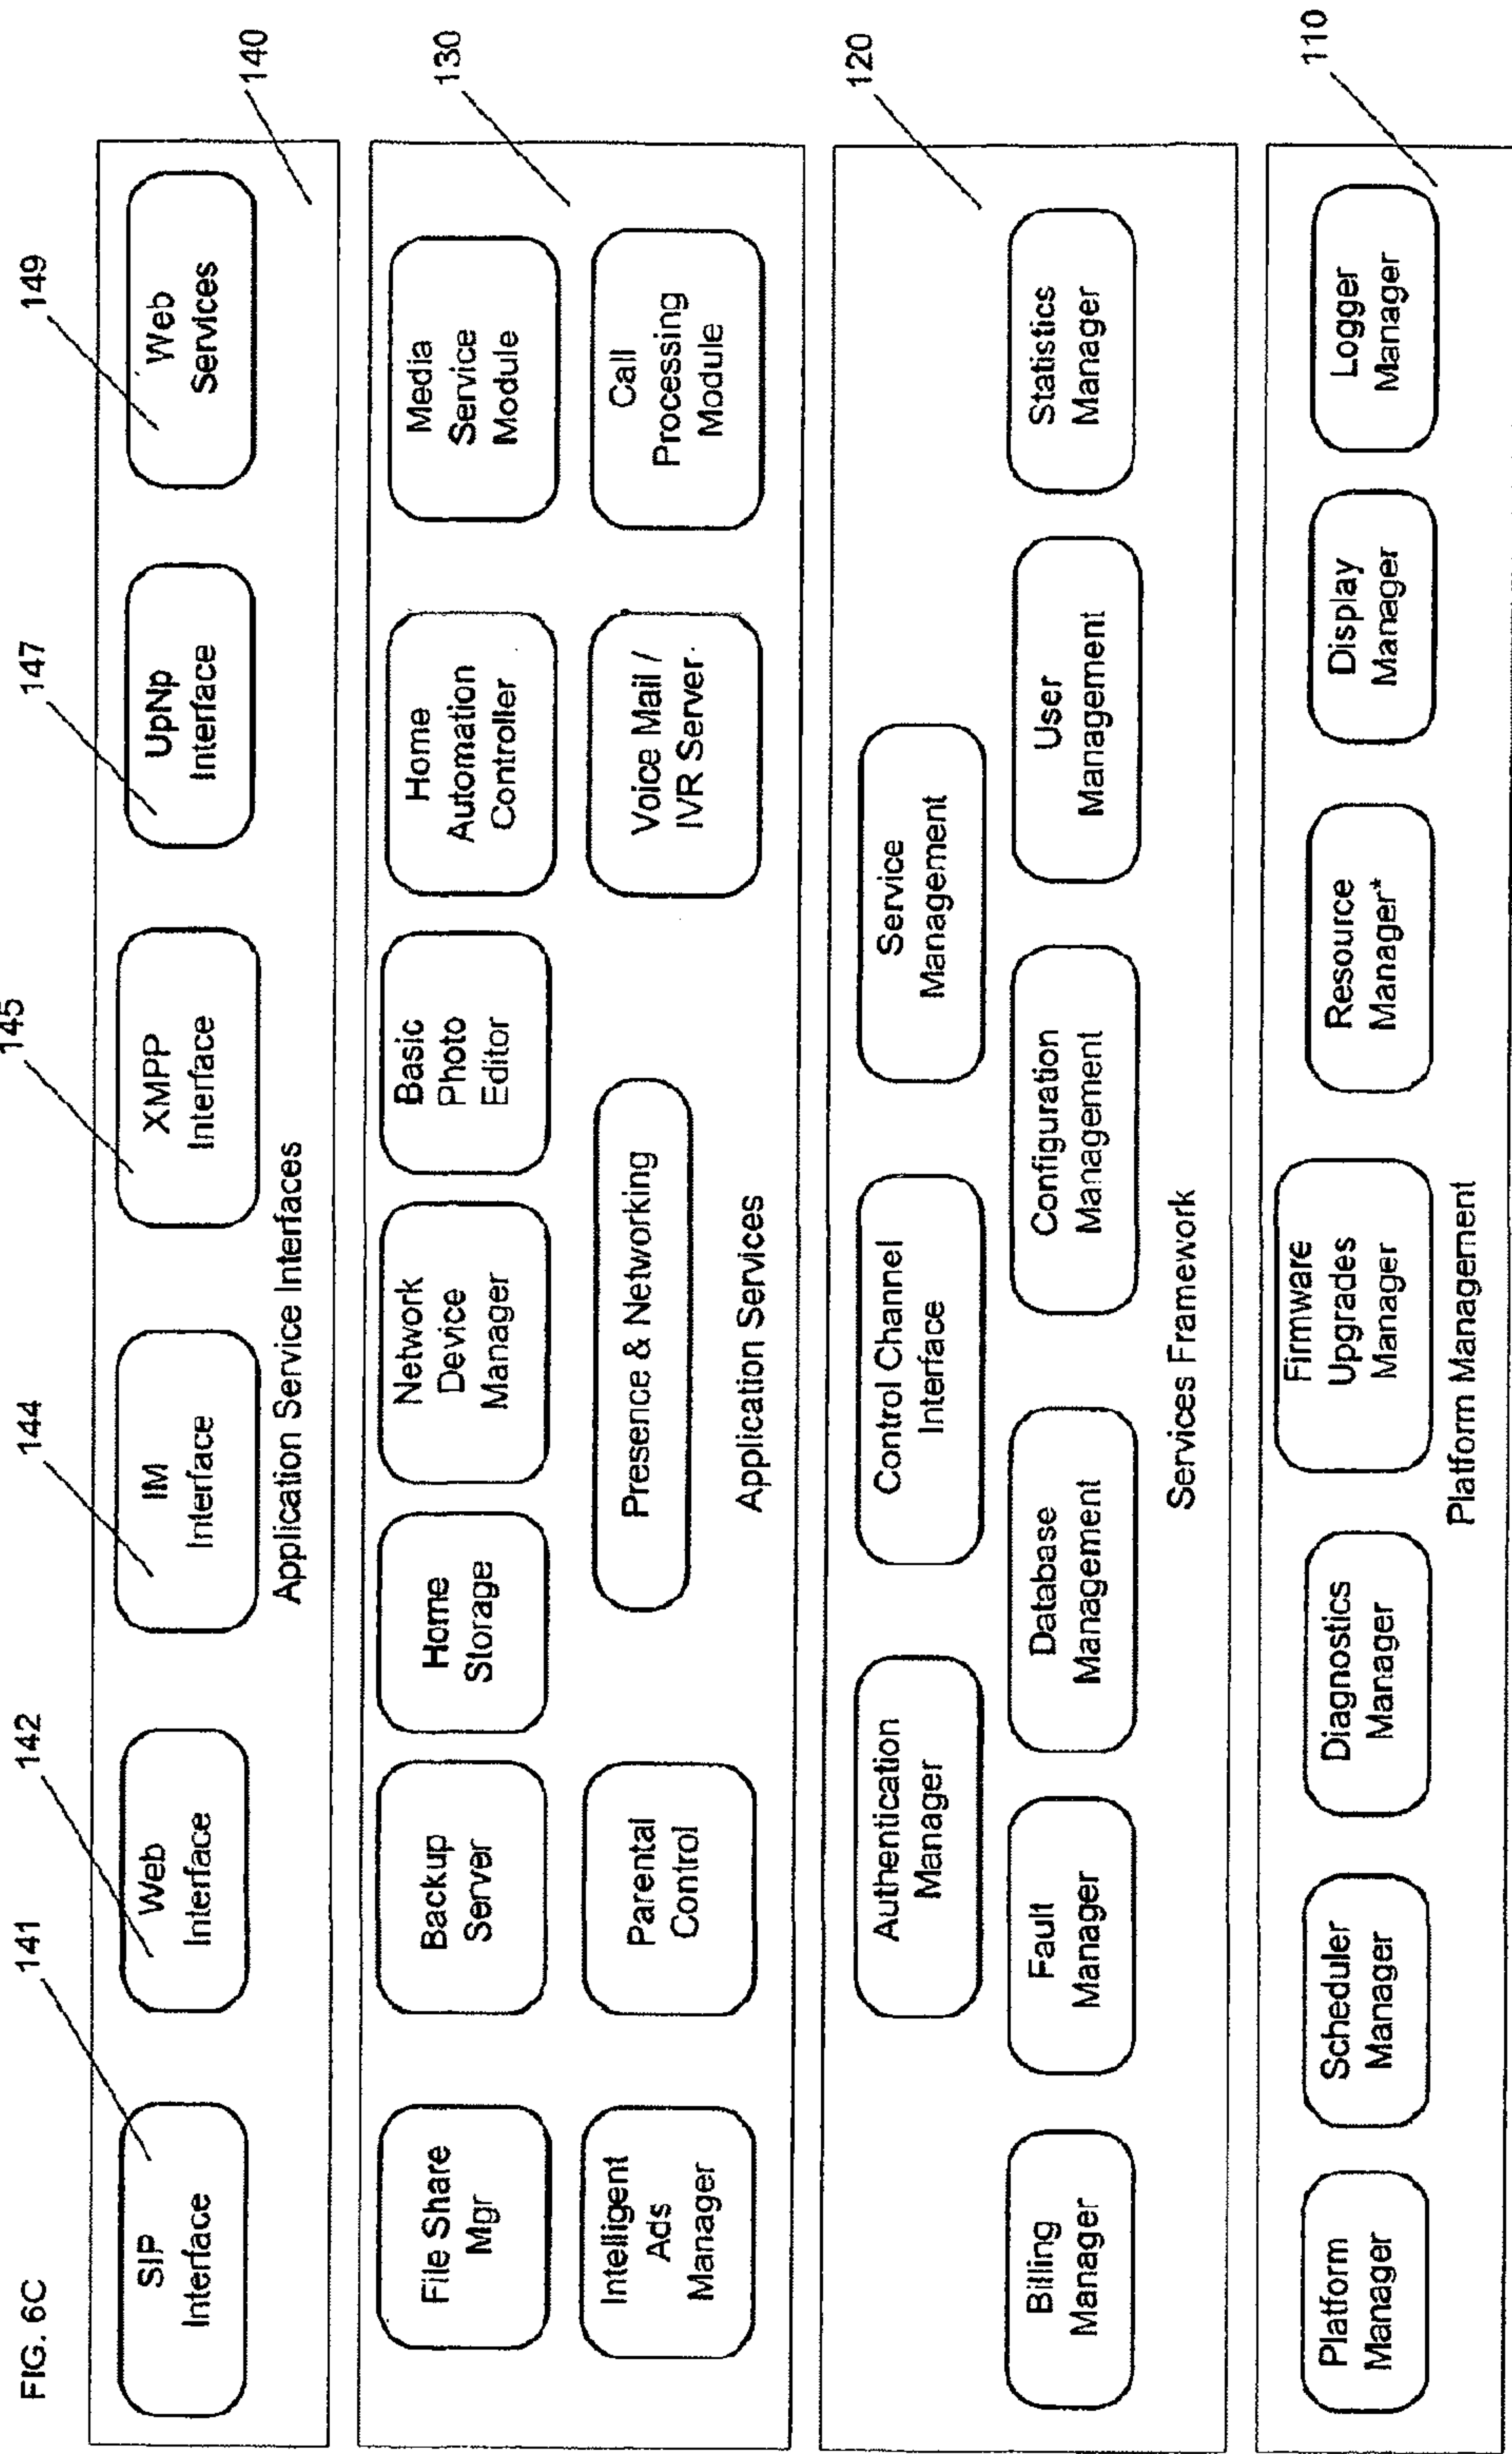 FIG. 6C
141
142
144
145
147
149
140
SIP
Interface
Web
Interface
IM
Interface
XMPP
Interface
UpNp
Interface
Web
Services
Application Service Interfaces
130
File Share
Mgr
Backup
Server
Home
Storage
Network
Device
Manager
Basic
Photo
Editor
Home
Automation
Controller
Media
Service
Module
Intelligent
Ads
Manager
Parental
Control
Presence & Networking
Voice Mail /
IVR Server
Call
Processing
Module
Application Services
120
Authentication
Manager
Control Channel
Interface
Service
Management
Billing
Manager
Fault
Manager
Database
Management
Configuration
Management
User
Management
Statistics
Manager
Services Framework
110
Platform
Manager
Scheduler
Manager
Diagnostics
Manager
Firmware
Upgrades
Manager
Resource
Manager*
Display
Manager
Logger
Manager
Platform Management